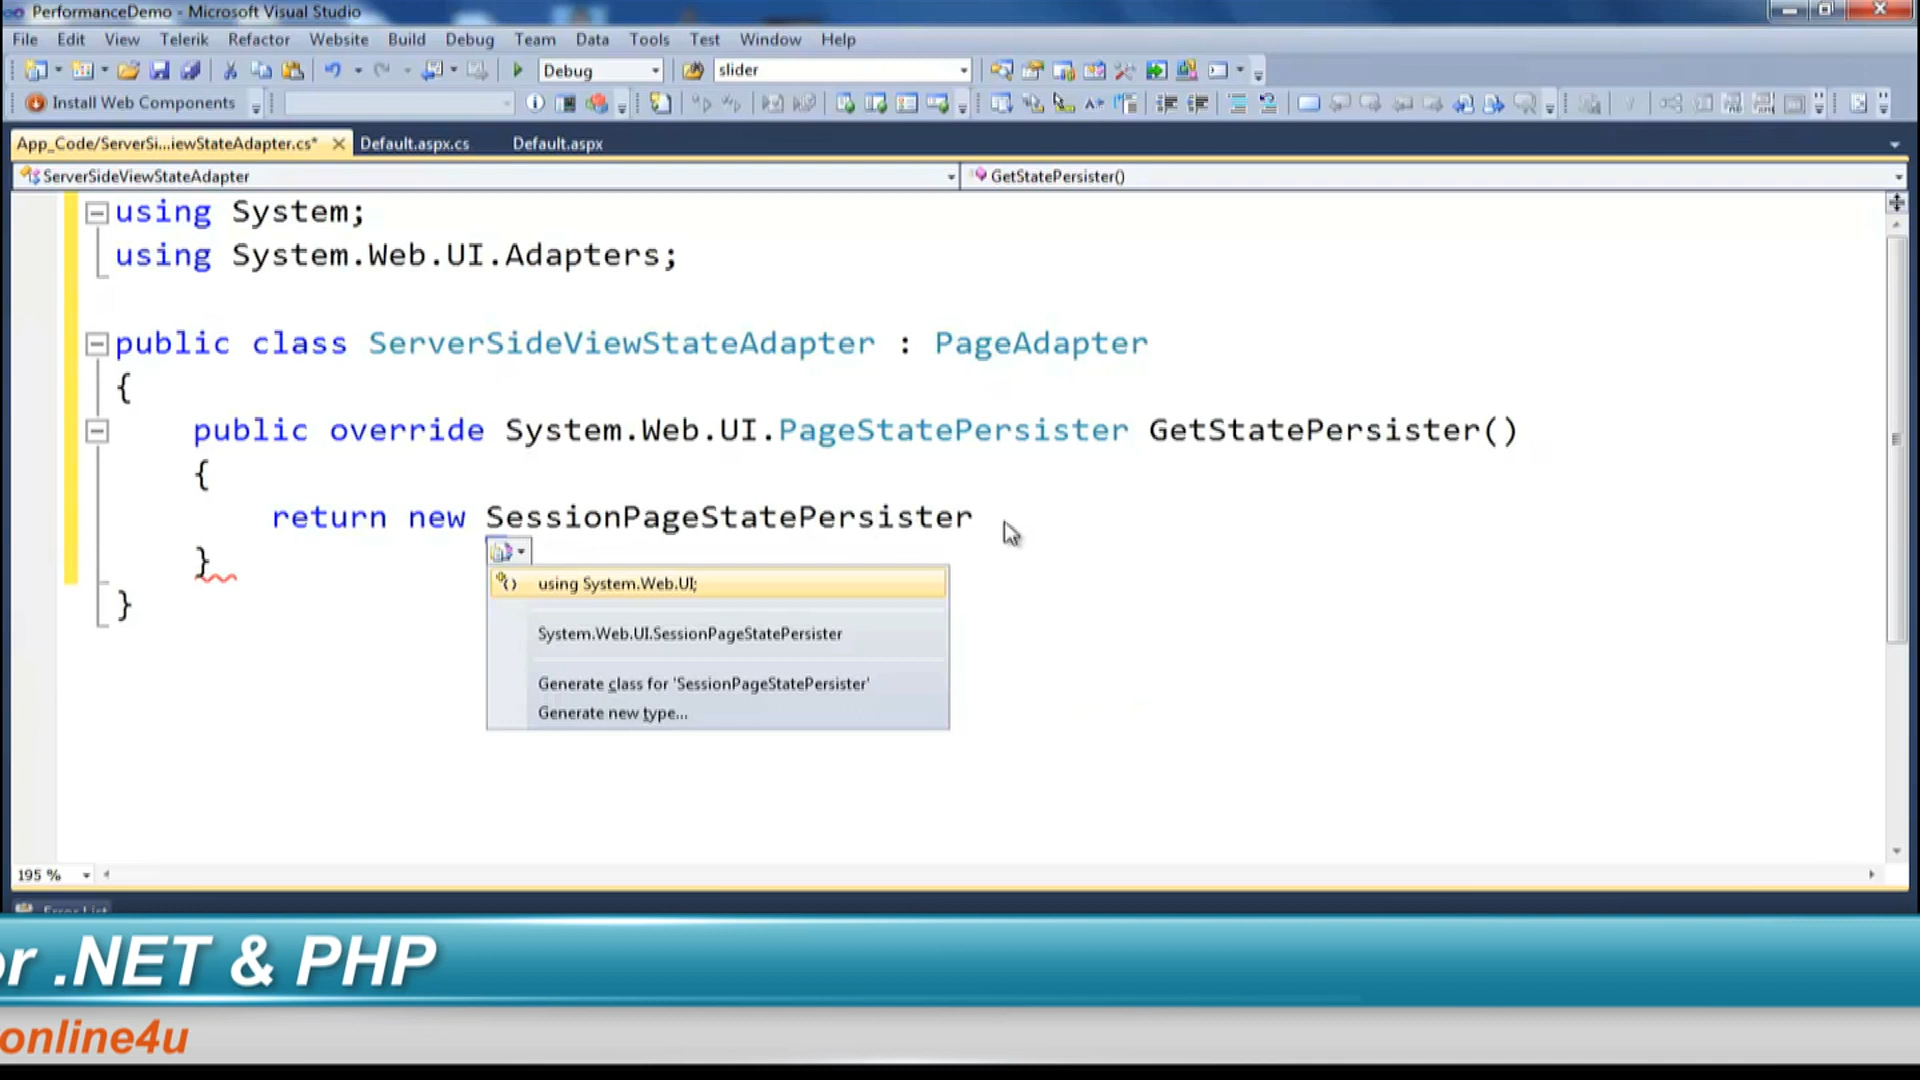 PerformanceDemo - Microsoft Visual Studio
File Edit View Telerik Refactor Website Build Debug Team Data Tools Test Window Help
Debug slider
Install Web Components
App_Code/ServerSi...iewStateAdapter.cs* Default.aspx.cs Default.aspx
ServerSideViewStateAdapter GetStatePersister()
using System;
using System.Web.UI.Adapters;
public class ServerSideViewStateAdapter : PageAdapter
{
public override System.Web.UI.PageStatePersister GetStatePersister()
{
return new SessionPageStatePersister
}
using System.Web.UI;
}
System.Web.UI.SessionPageStatePersister
Generate class for 'SessionPageStatePersister'
Generate new type...
195 %
Error List
or .NET & PHP
online4u